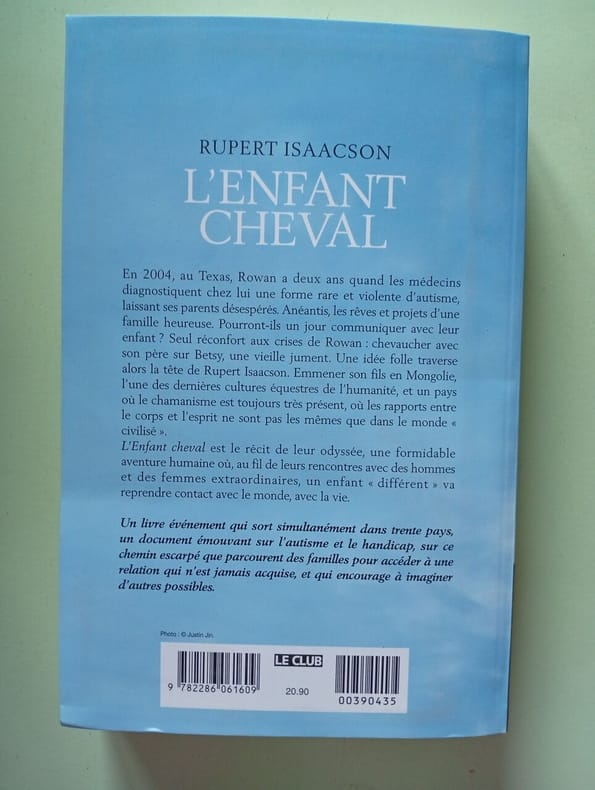 RUPERT ISAACSON
L'ENFANT
CHEVAL
En 2004, au Texas, Rowan a deux ans quand les médecins
diagnostiquent chez lui une forme rare et violente d'autisme,
laissant ses parents désespérés. Anéantis, les rêves et projets d'une
famille heureuse. Pourront-ils un jour communiquer avec leur
enfant ? Seul réconfort aux crises de Rowan : chevaucher avec
son père sur Betsy, une vieille jument. Une idée folle traverse
alors la tête de Rupert Isaacson. Emmener son fils en Mongolie,
l'une des dernières cultures équestres de l'humanité, et un pays
où le chamanisme est toujours très présent, où les rapports entre
le corps et l'esprit ne sont pas les mêmes que dans le monde «
civilisé ».
L'Enfant cheval est le récit de leur odyssée, une formidable
aventure humaine où, au fil de leurs rencontres avec des hommes
et des femmes extraordinaires, un enfant « différent » va
reprendre contact avec le monde, avec la vie.
Un livre événement qui sort simultanément dans trente pays,
un document émouvant sur l'autisme et le handicap, sur ce
chemin escarpé que parcourent des familles pour accéder à une
relation qui n'est jamais acquise, et qui encourage à imaginer
d'autres possibles.
Photo : © Justin Jin.
LE CLUB
9 782286 061609
20.90
00390435